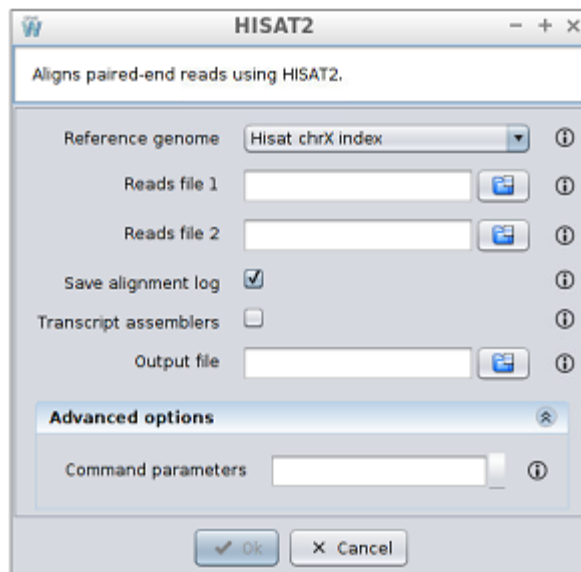 HISAT2
Aligns paired-end reads using HISAT2.
Reference genome Hisat chrX index
Reads file 1
Reads file 2
Save alignment log
Transcript assemblers
Output file
Advanced options
Command parameters
Ok Cancel